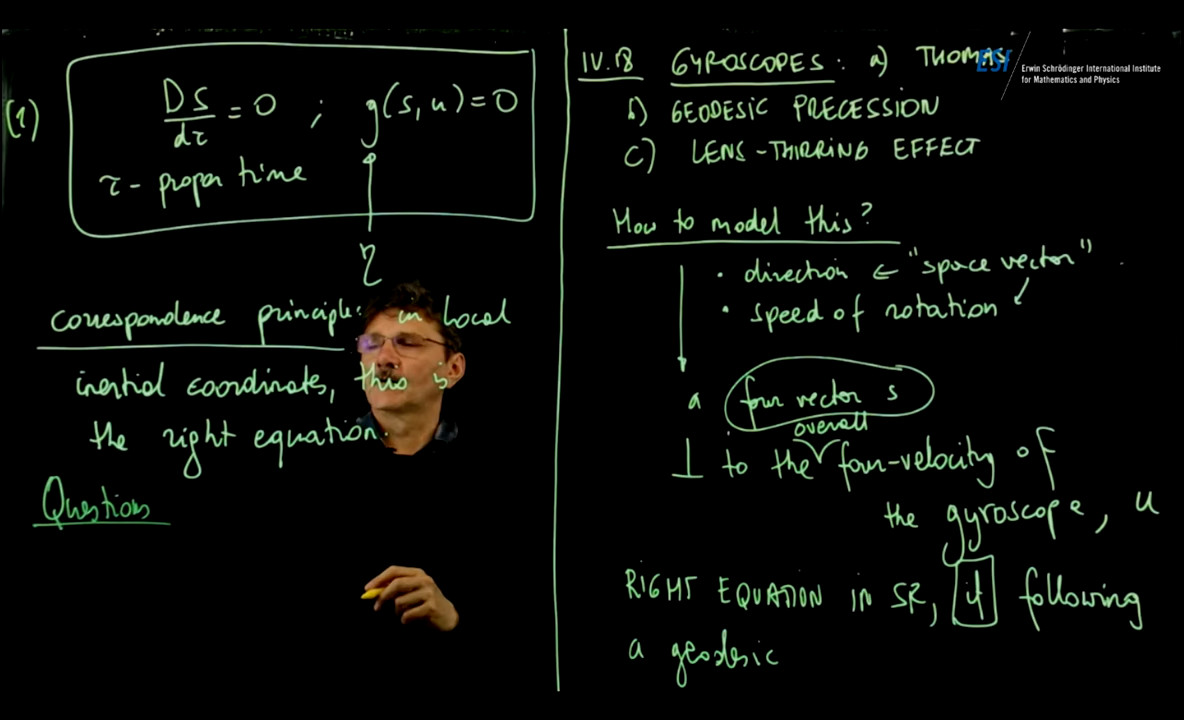 (1)
Ds/dτ = 0 ; g(s, u) = 0
τ - proper time
η
correspondence principle: in local
inertial coordinates, this is
the right equation.
Questions
IV.18 GYROSCOPES: a) THOMAS
b) GEODESIC PRECESSION
c) LENS-THIRRING EFFECT
How to model this?
• direction ← "space vector"
• speed of rotation
a four vector s
⊥ to the overall four-velocity of
the gyroscope, u
RIGHT EQUATION IN SR, if following
a geodesic
ESI Erwin Schrödinger International Institute
for Mathematics and Physics